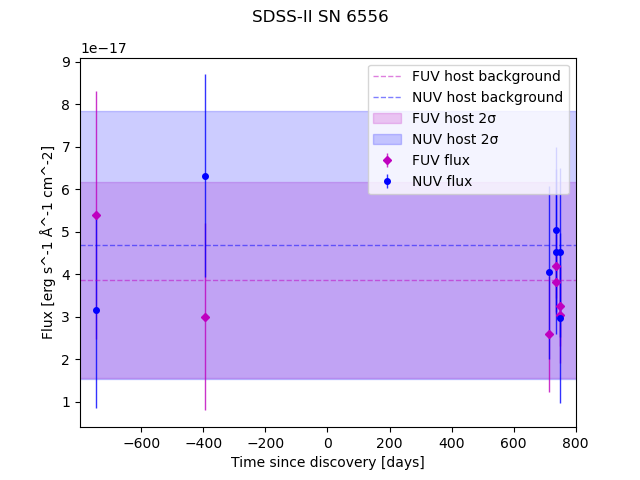 SDSS-II SN 6556
1e−17
9
8
7
6
5
4
3
2
1
Flux [erg s^-1 Å^-1 cm^-2]
FUV host background
NUV host background
FUV host 2σ
NUV host 2σ
FUV flux
NUV flux
−600 −400 −200 0 200 400 600 800
Time since discovery [days]